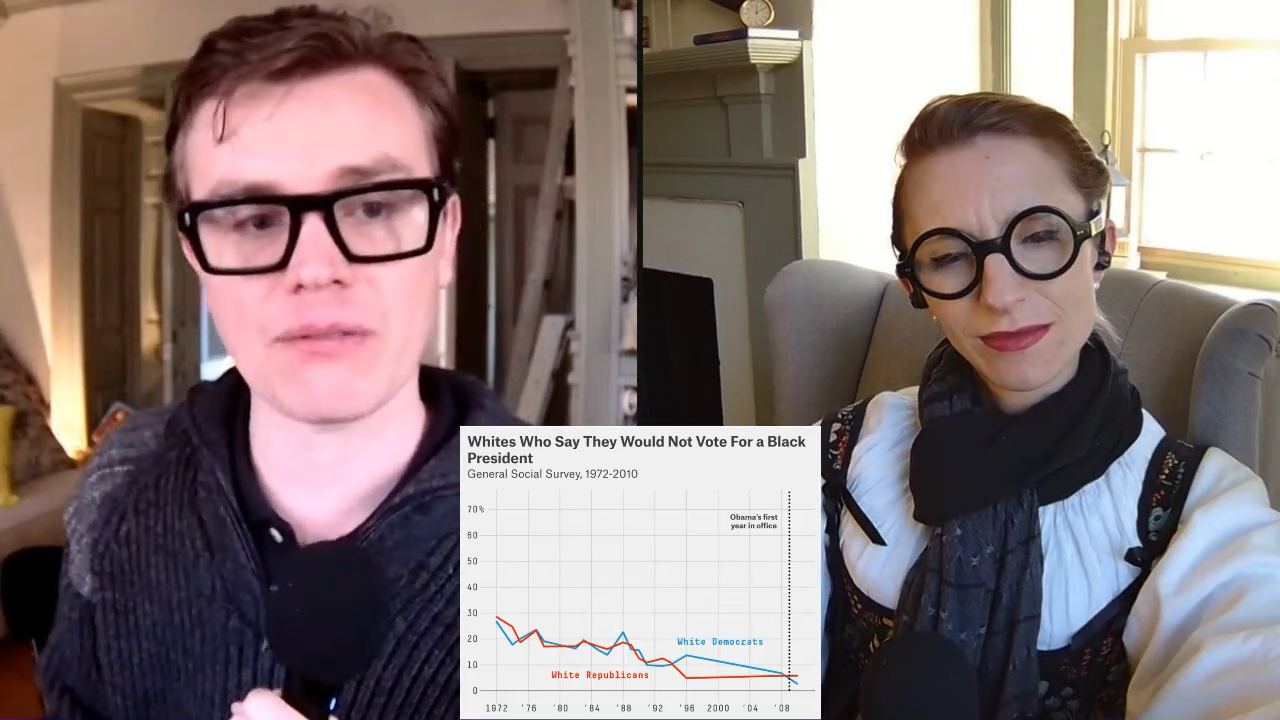 Whites Who Say They Would Not Vote For a Black
President
General Social Survey, 1972-2010
70%
Obama's first
year in office
60
50
40
30
20
White Democrats
10
White Republicans
0
1972 '76 '80 '84 '88 '92 '96 2000 '04 '08